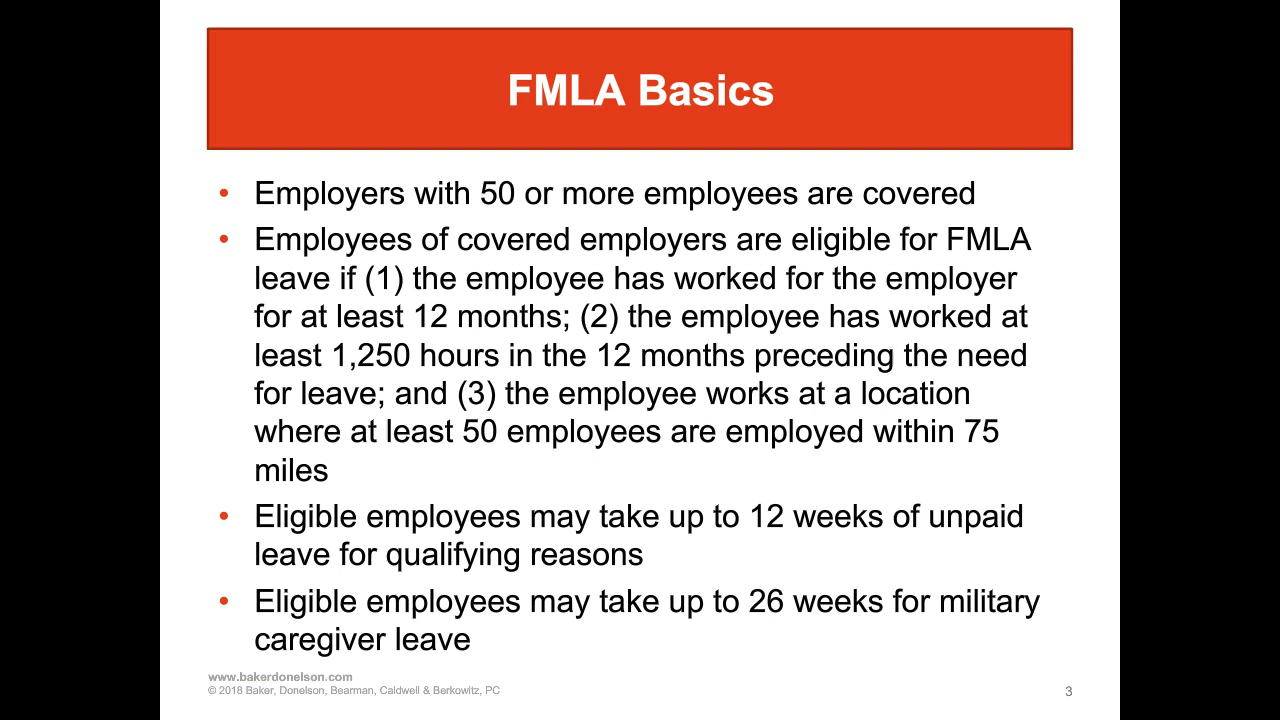 FMLA Basics
• Employers with 50 or more employees are covered
• Employees of covered employers are eligible for FMLA
leave if (1) the employee has worked for the employer
for at least 12 months; (2) the employee has worked at
least 1,250 hours in the 12 months preceding the need
for leave; and (3) the employee works at a location
where at least 50 employees are employed within 75
miles
• Eligible employees may take up to 12 weeks of unpaid
leave for qualifying reasons
• Eligible employees may take up to 26 weeks for military
caregiver leave
www.bakerdonelson.com
© 2018 Baker, Donelson, Bearman, Caldwell & Berkowitz, PC
3